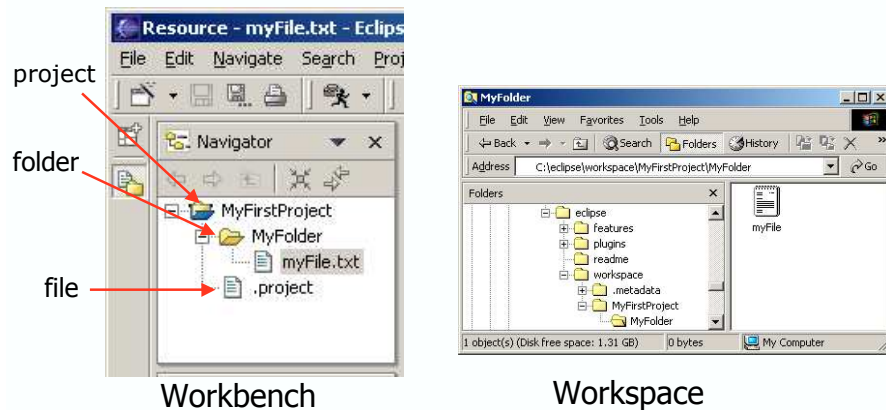 Resource - myFile.txt - Eclips
File Edit Navigate Search Proj
project
Navigator
folder
MyFirstProject
MyFolder
myFile.txt
file
.project
Workbench
MyFolder
File Edit View Favorites Tools Help
Back Search Folders History
Address C:\eclipse\workspace\MyFirstProject\MyFolder Go
Folders
eclipse
features
plugins
readme
workspace
.metadata
MyFirstProject
MyFolder
myFile
1 object(s) (Disk free space: 1.31 GB) 0 bytes My Computer
Workspace